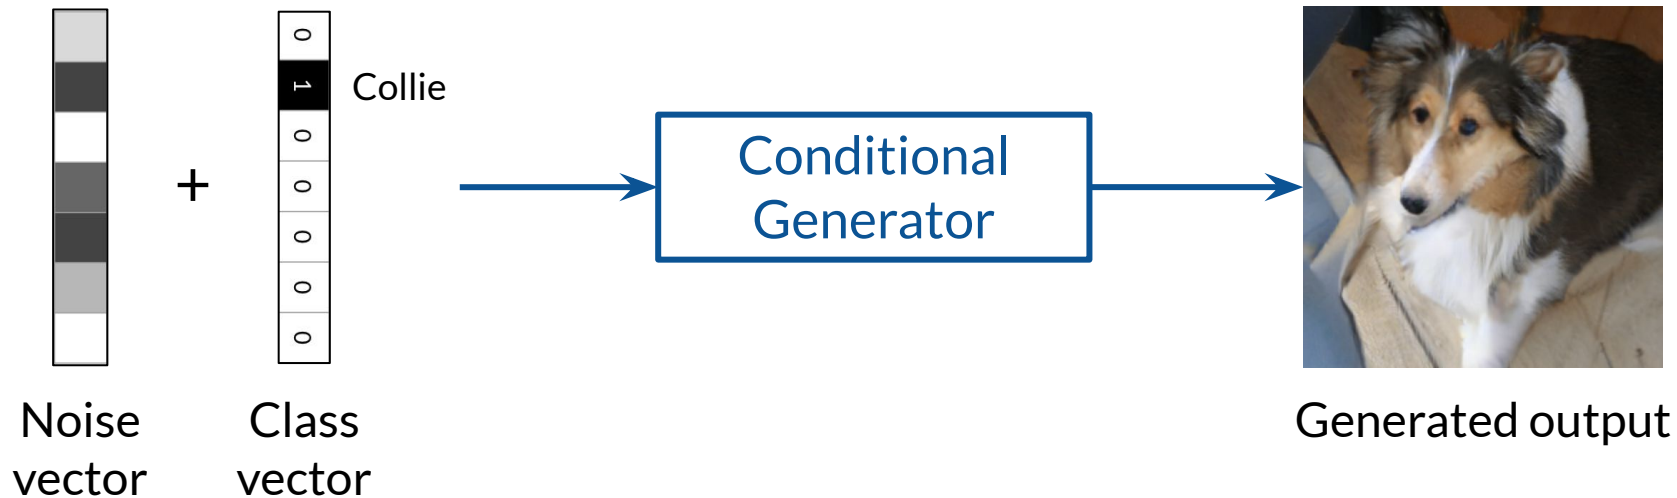 0
1
0
0
0
0
0
Collie
+
Conditional
Generator
Noise
vector
Class
vector
Generated output